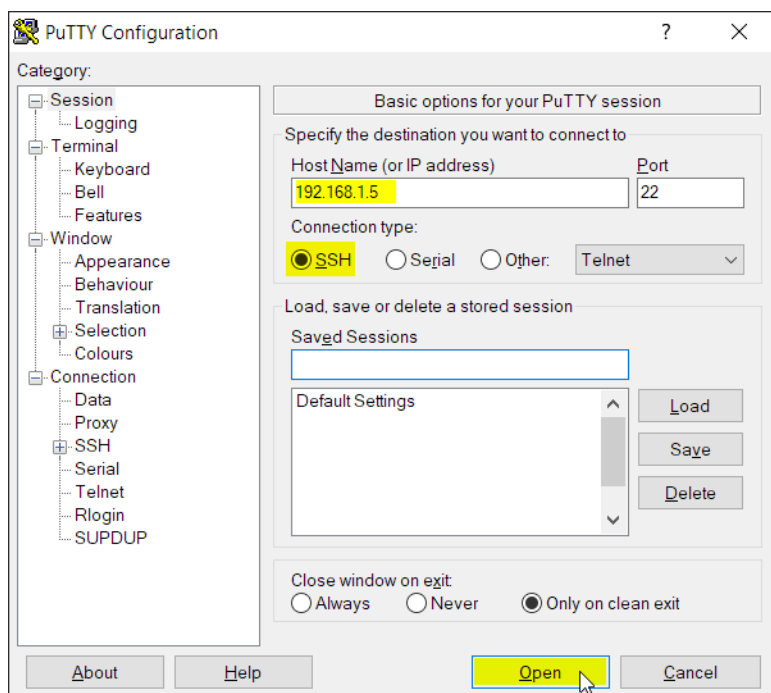 PuTTY Configuration
Category:
Session
Logging
Terminal
Keyboard
Bell
Features
Window
Appearance
Behaviour
Translation
Selection
Colours
Connection
Data
Proxy
SSH
Serial
Telnet
Rlogin
SUPDUP
Basic options for your PuTTY session
Specify the destination you want to connect to
Host Name (or IP address) Port
192.168.1.5 22
Connection type:
SSH Serial Other: Telnet
Load, save or delete a stored session
Saved Sessions
Default Settings
Load
Save
Delete
Close window on exit:
Always Never Only on clean exit
About Help Open Cancel